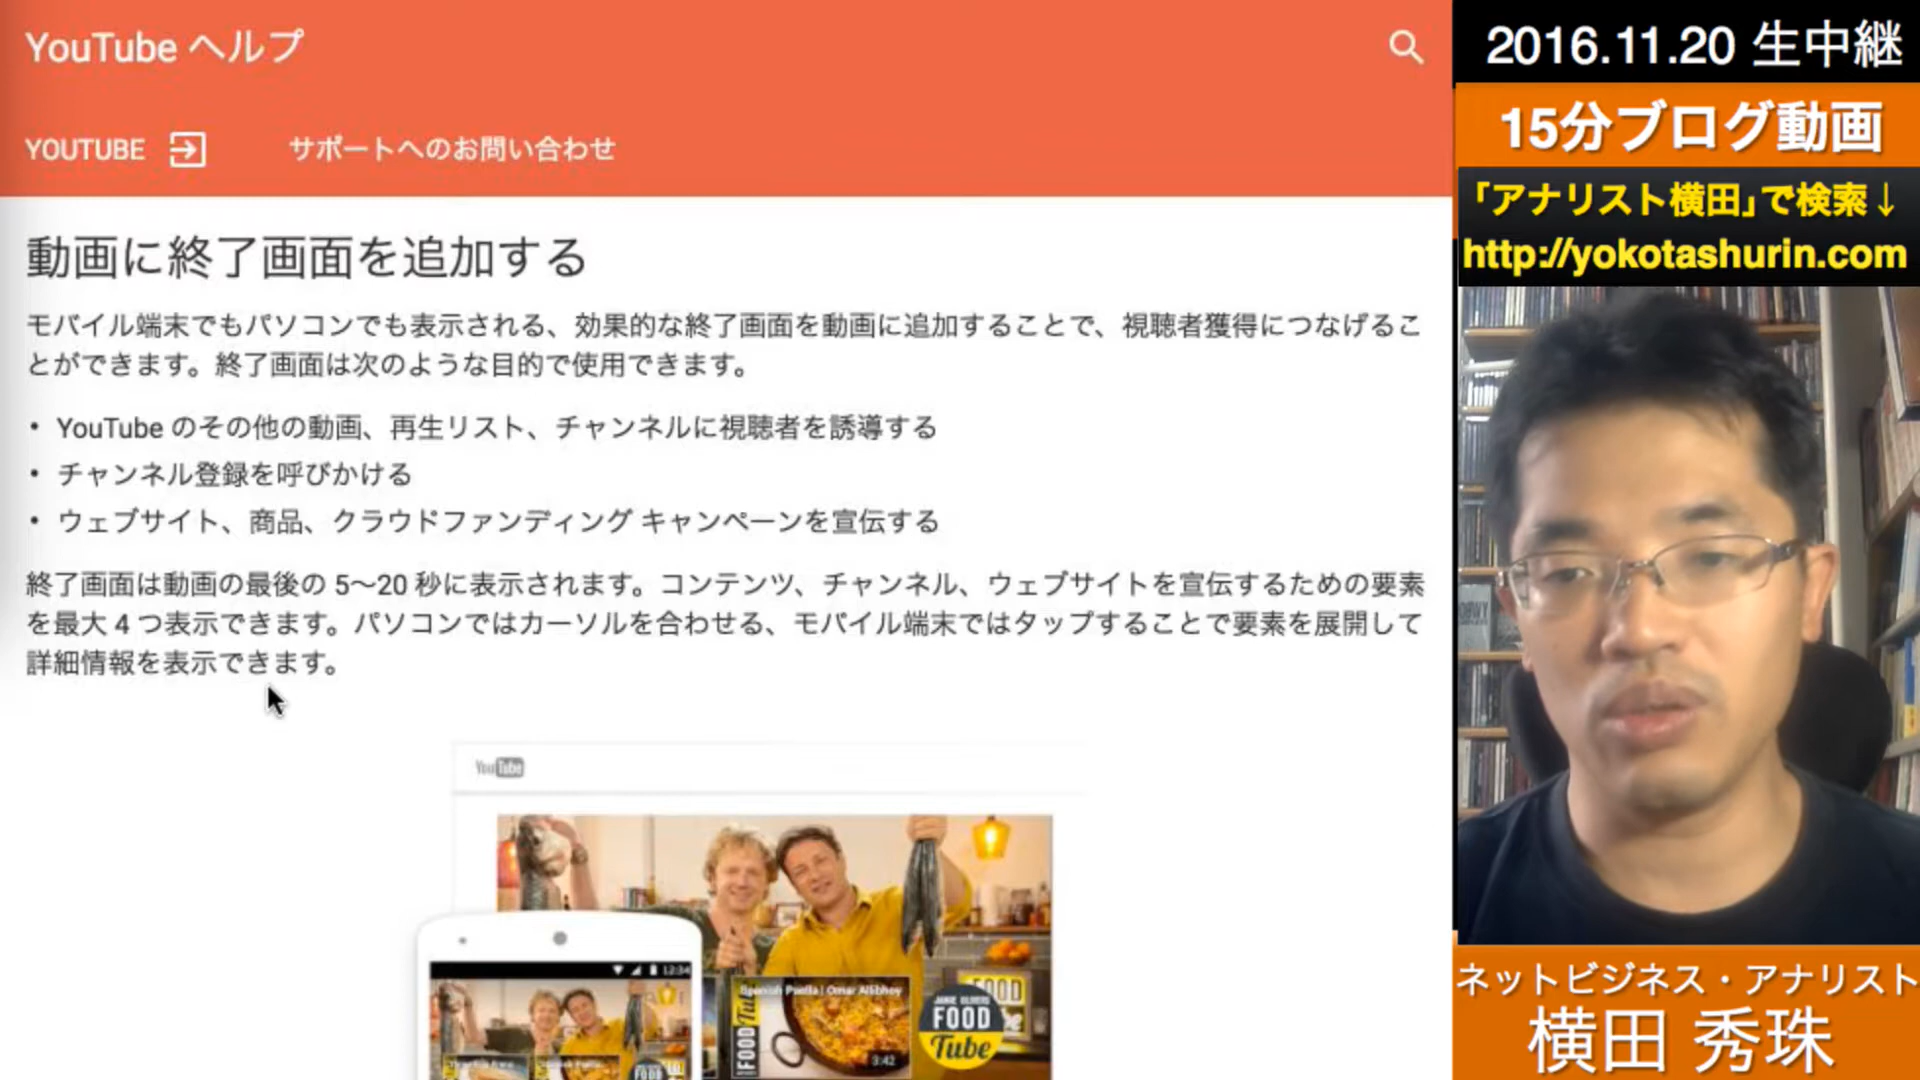 YouTube ヘルプ
YOUTUBE
サポートへのお問い合わせ
動画に終了画面を追加する
モバイル端末でもパソコンでも表示される、効果的な終了画面を動画に追加することで、視聴者獲得につなげるこ
とができます。終了画面は次のような目的で使用できます。
• YouTube のその他の動画、再生リスト、チャンネルに視聴者を誘導する
• チャンネル登録を呼びかける
• ウェブサイト、商品、クラウドファンディング キャンペーンを宣伝する
終了画面は動画の最後の 5〜20 秒に表示されます。コンテンツ、チャンネル、ウェブサイトを宣伝するための要素
を最大 4 つ表示できます。パソコンではカーソルを合わせる、モバイル端末ではタップすることで要素を展開して
詳細情報を表示できます。
YouTube
12:34
Spanish Paella | Omar Allibhoy
3:42
FOOD
Tube
2016.11.20 生中継
15分ブログ動画
「アナリスト横田」で検索↓
http://yokotashurin.com
ネットビジネス・アナリスト
横田 秀珠